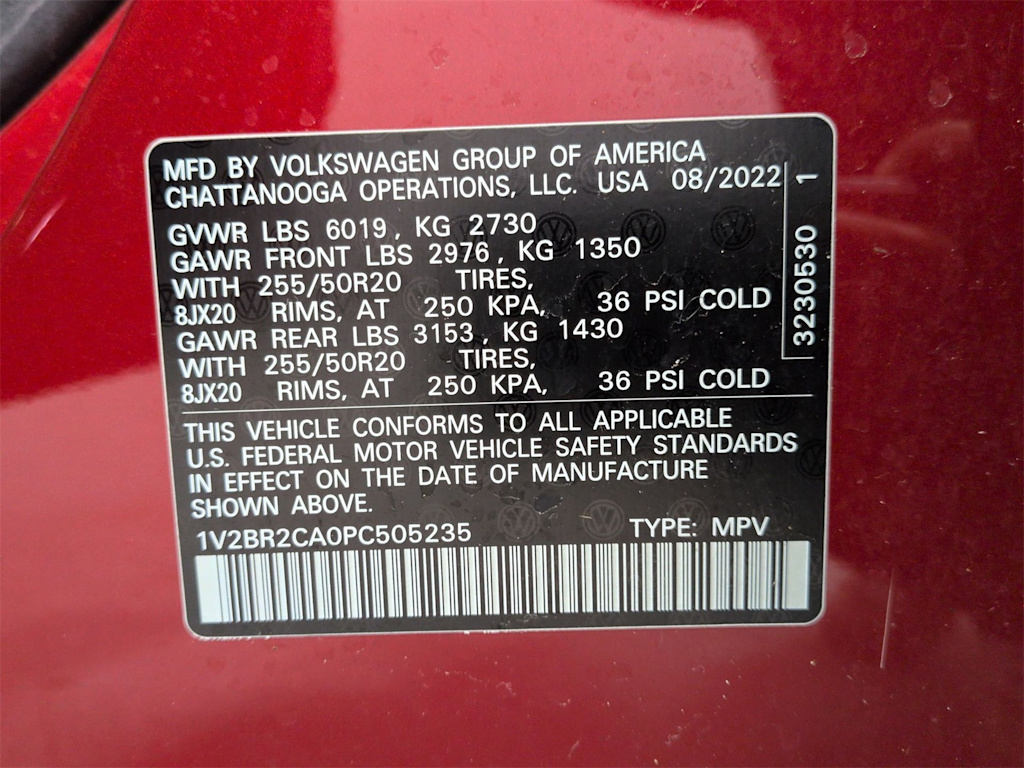 MFD BY VOLKSWAGEN GROUP OF AMERICA
CHATTANOOGA OPERATIONS, LLC. USA 08/2022
GVWR LBS 6019, KG 2730
GAWR FRONT LBS 2976, KG 1350
WITH 255/50R20 TIRES,
8JX20 RIMS, AT 250 KPA, 36 PSI COLD
GAWR REAR LBS 3153, KG 1430
WITH 255/50R20 TIRES,
8JX20 RIMS, AT 250 KPA, 36 PSI COLD
3230530 1
THIS VEHICLE CONFORMS TO ALL APPLICABLE
U.S. FEDERAL MOTOR VEHICLE SAFETY STANDARDS
IN EFFECT ON THE DATE OF MANUFACTURE
SHOWN ABOVE.
1V2BR2CA0PC505235 TYPE: MPV